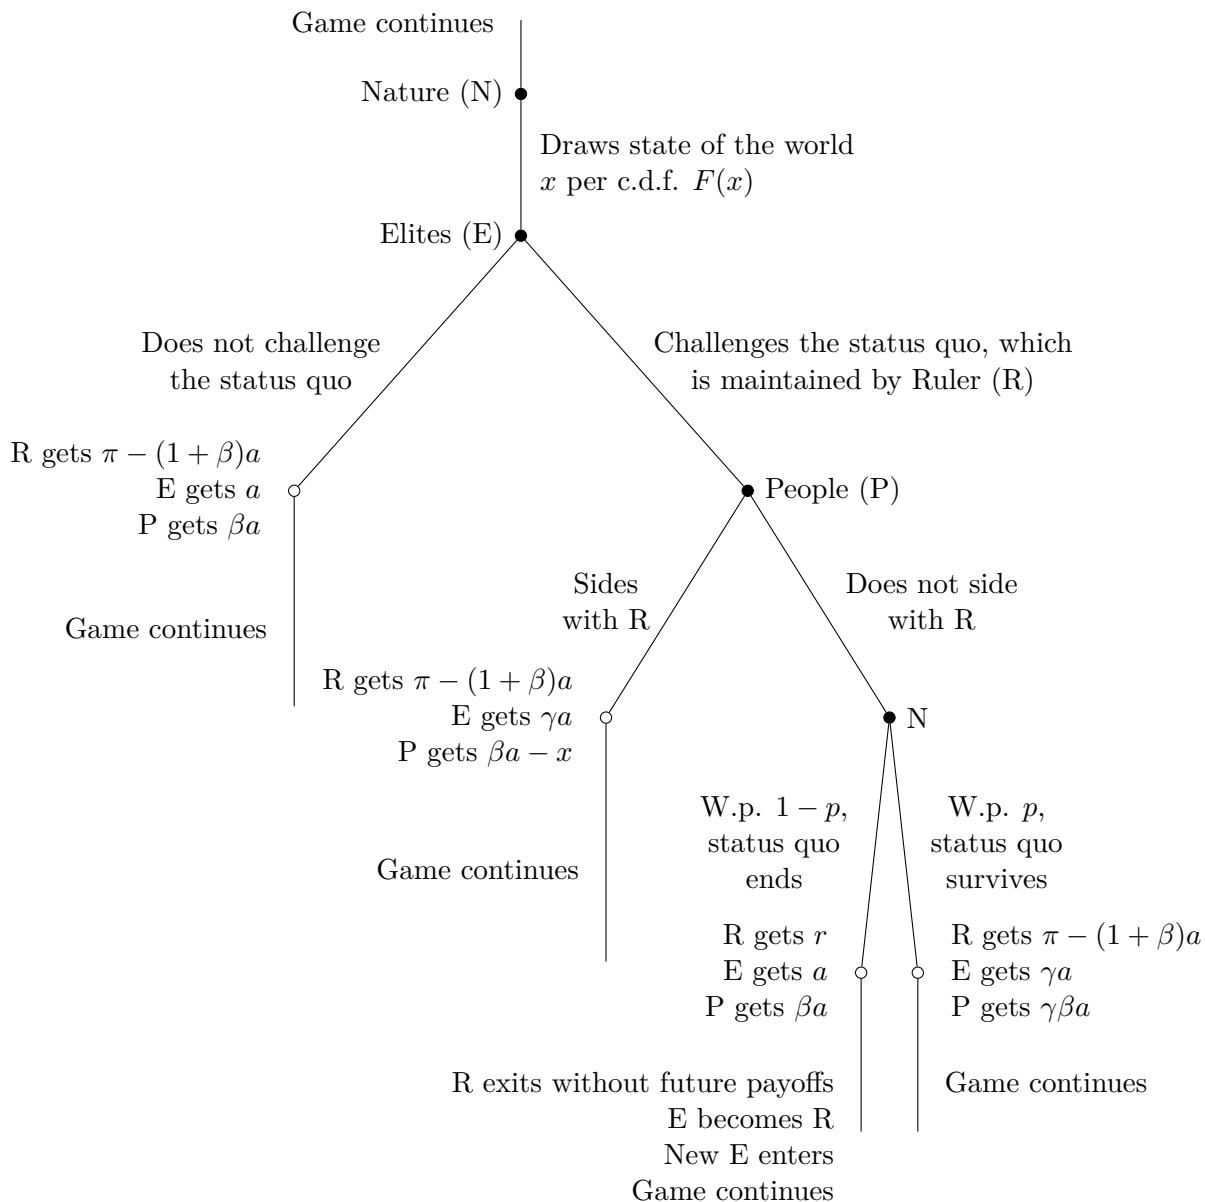 Game continues
Nature (N)
Draws state of the world
x per c.d.f. F(x)
Elites (E)
Does not challenge
the status quo
Challenges the status quo, which
is maintained by Ruler (R)
R gets π − (1 + β)a
E gets a
P gets βa
People (P)
Game continues
Sides
with R
Does not side
with R
R gets π − (1 + β)a
E gets γa
P gets βa − x
N
Game continues
W.p. 1 − p,
status quo
ends
W.p. p,
status quo
survives
R gets r
E gets a
P gets βa
R gets π − (1 + β)a
E gets γa
P gets γβa
R exits without future payoffs
E becomes R
New E enters
Game continues
Game continues